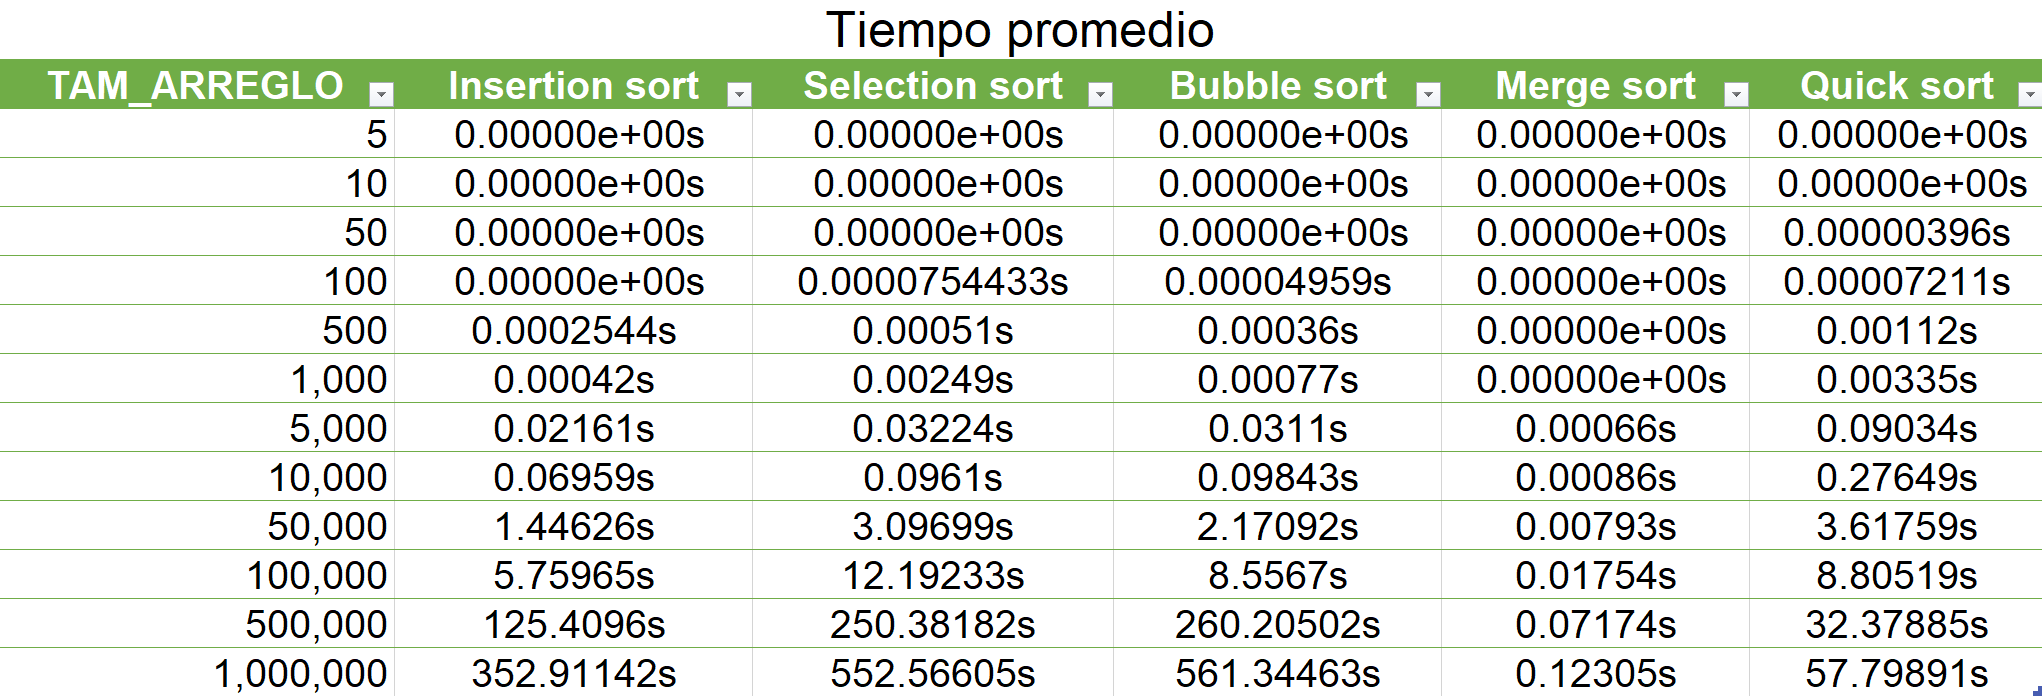 Tiempo promedio
TAM_ARREGLO Insertion sort Selection sort Bubble sort Merge sort Quick sort
5 0.00000e+00s 0.00000e+00s 0.00000e+00s 0.00000e+00s 0.00000e+00s
10 0.00000e+00s 0.00000e+00s 0.00000e+00s 0.00000e+00s 0.00000e+00s
50 0.00000e+00s 0.00000e+00s 0.00000e+00s 0.00000e+00s 0.00000396s
100 0.00000e+00s 0.0000754433s 0.00004959s 0.00000e+00s 0.00007211s
500 0.0002544s 0.00051s 0.00036s 0.00000e+00s 0.00112s
1,000 0.00042s 0.00249s 0.00077s 0.00000e+00s 0.00335s
5,000 0.02161s 0.03224s 0.0311s 0.00066s 0.09034s
10,000 0.06959s 0.0961s 0.09843s 0.00086s 0.27649s
50,000 1.44626s 3.09699s 2.17092s 0.00793s 3.61759s
100,000 5.75965s 12.19233s 8.5567s 0.01754s 8.80519s
500,000 125.4096s 250.38182s 260.20502s 0.07174s 32.37885s
1,000,000 352.91142s 552.56605s 561.34463s 0.12305s 57.79891s